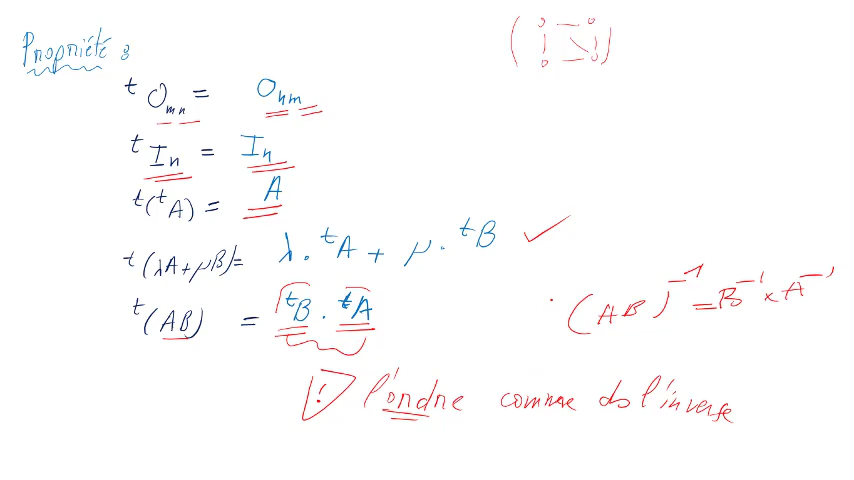 Propriété :
ᵗO_mn = O_nm
ᵗI_n = I_n
ᵗ(ᵗA) = A
ᵗ(λA + μB) = λ · ᵗA + μ · ᵗB ✓
ᵗ(AB) = ᵗB · ᵗA
(AB)⁻¹ = B⁻¹ × A⁻¹
! l'ordre comme ds l'inverse